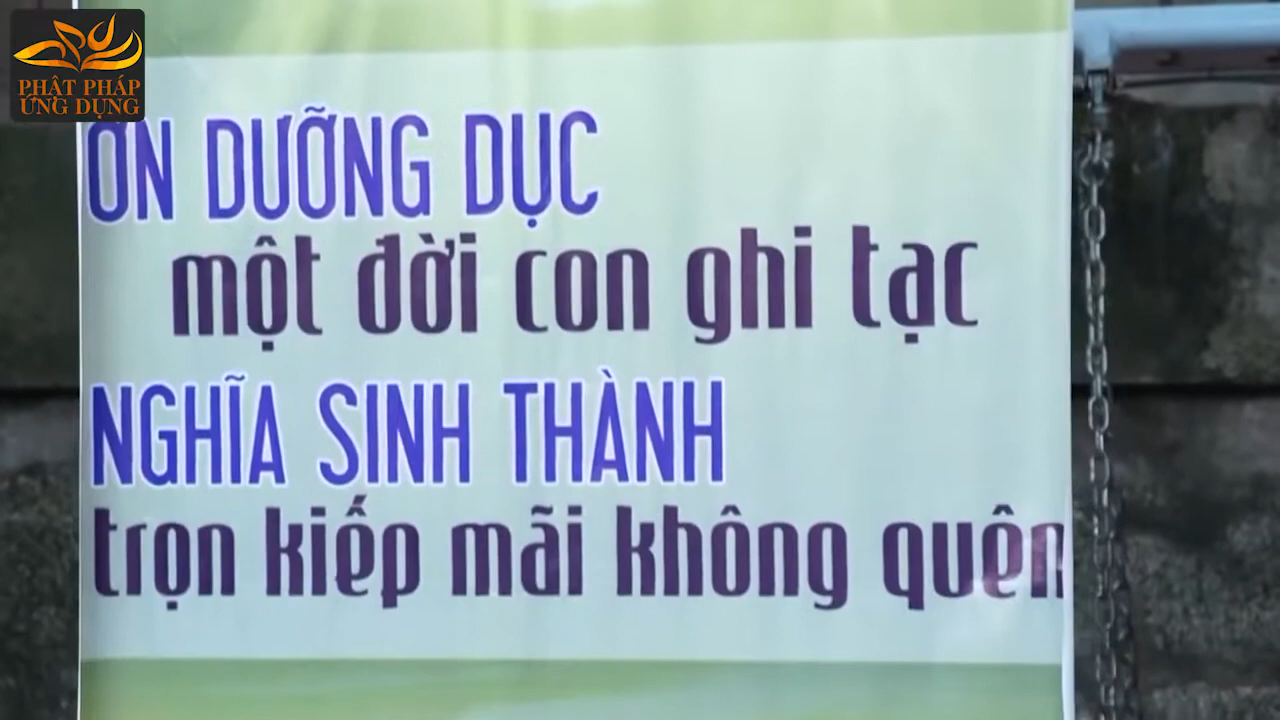 PHẬT PHÁP
ỨNG DỤNG
ƠN DƯỠNG DỤC
một đời con ghi tạc
NGHĨA SINH THÀNH
trọn kiếp mãi không quên